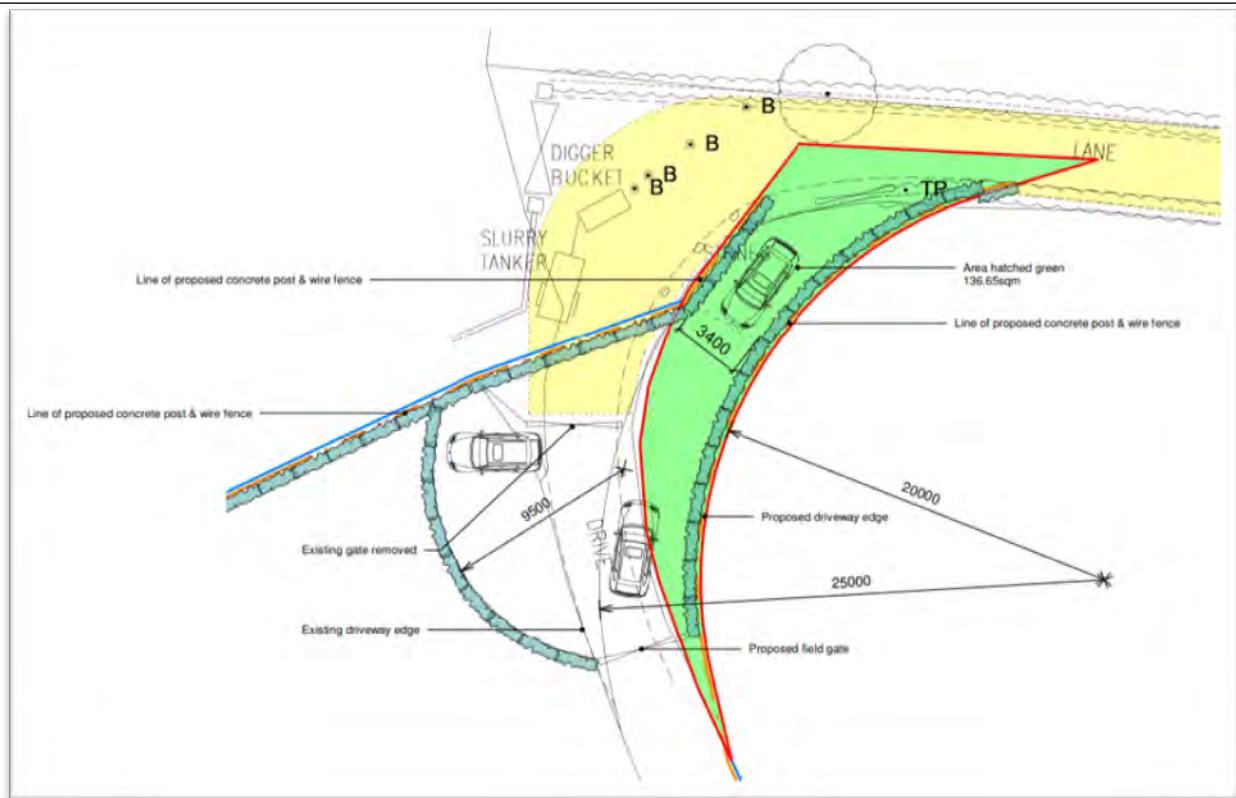 B
LANE
DIGGER
BUCKET
B
B
B
TP
SLURRY
TANKER
Line of proposed concrete post & wire fence
Area hatched green
136.65sqm
Line of proposed concrete post & wire fence
3400
Line of proposed concrete post & wire fence
9500
20000
Proposed driveway edge
DRIVE
Existing gate removed
25000
Existing driveway edge
Proposed field gate